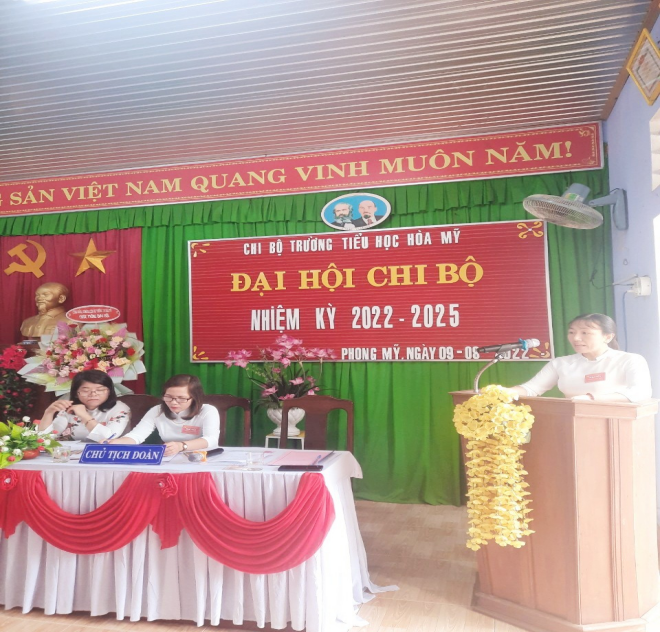 G SẢN VIỆT NAM QUANG VINH MUÔN NĂM!
CHI BỘ TRƯỜNG TIỂU HỌC HÒA MỸ
ĐẠI HỘI CHI BỘ
NHIỆM KỲ 2022 - 2025
PHONG MỸ, NGÀY 09 - 2022
CHỦ TỊCH ĐOÀN